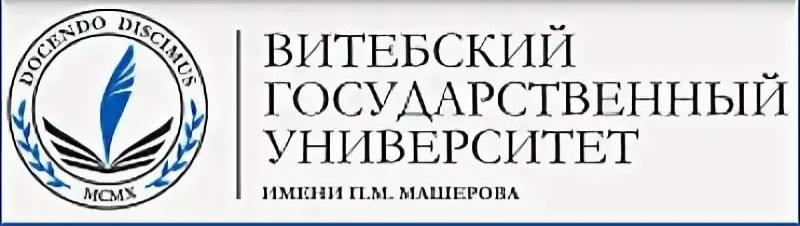 DOCENDO DISCIMUS
MCMX
ВИТЕБСКИЙ
ГОСУДАРСТВЕННЫЙ
УНИВЕРСИТЕТ
ИМЕНИ П.М. МАШЕРОВА